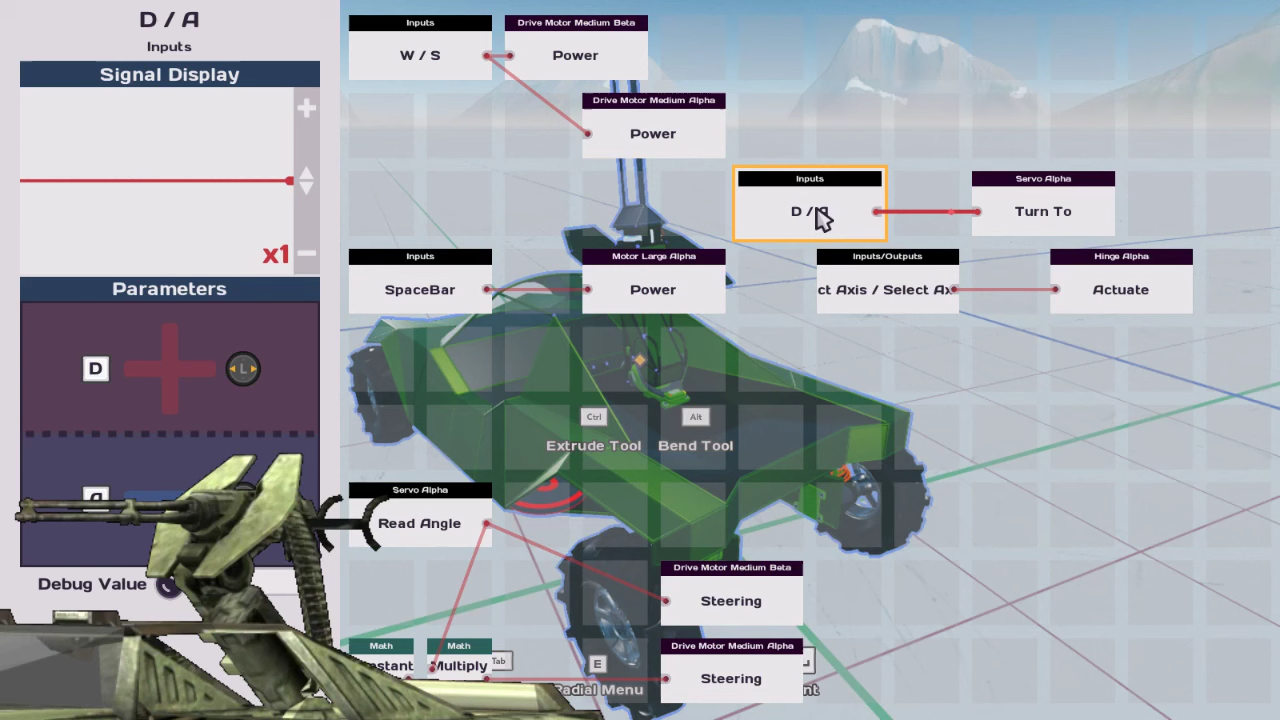 D / A
Inputs
Signal Display
x1
Parameters
D
L
Debug Value
Inputs
W / S
Drive Motor Medium Beta
Power
Drive Motor Medium Alpha
Power
Inputs
D /
Servo Alpha
Turn To
Inputs
SpaceBar
Motor Large Alpha
Power
Inputs/Outputs
ct Axis / Select Ax
Hinge Alpha
Actuate
Ctrl
Extrude Tool
Alt
Bend Tool
Servo Alpha
Read Angle
Drive Motor Medium Beta
Steering
Math
nstant
Math
Multiply
Tab
E
Radial Menu
Drive Motor Medium Alpha
Steering
nt